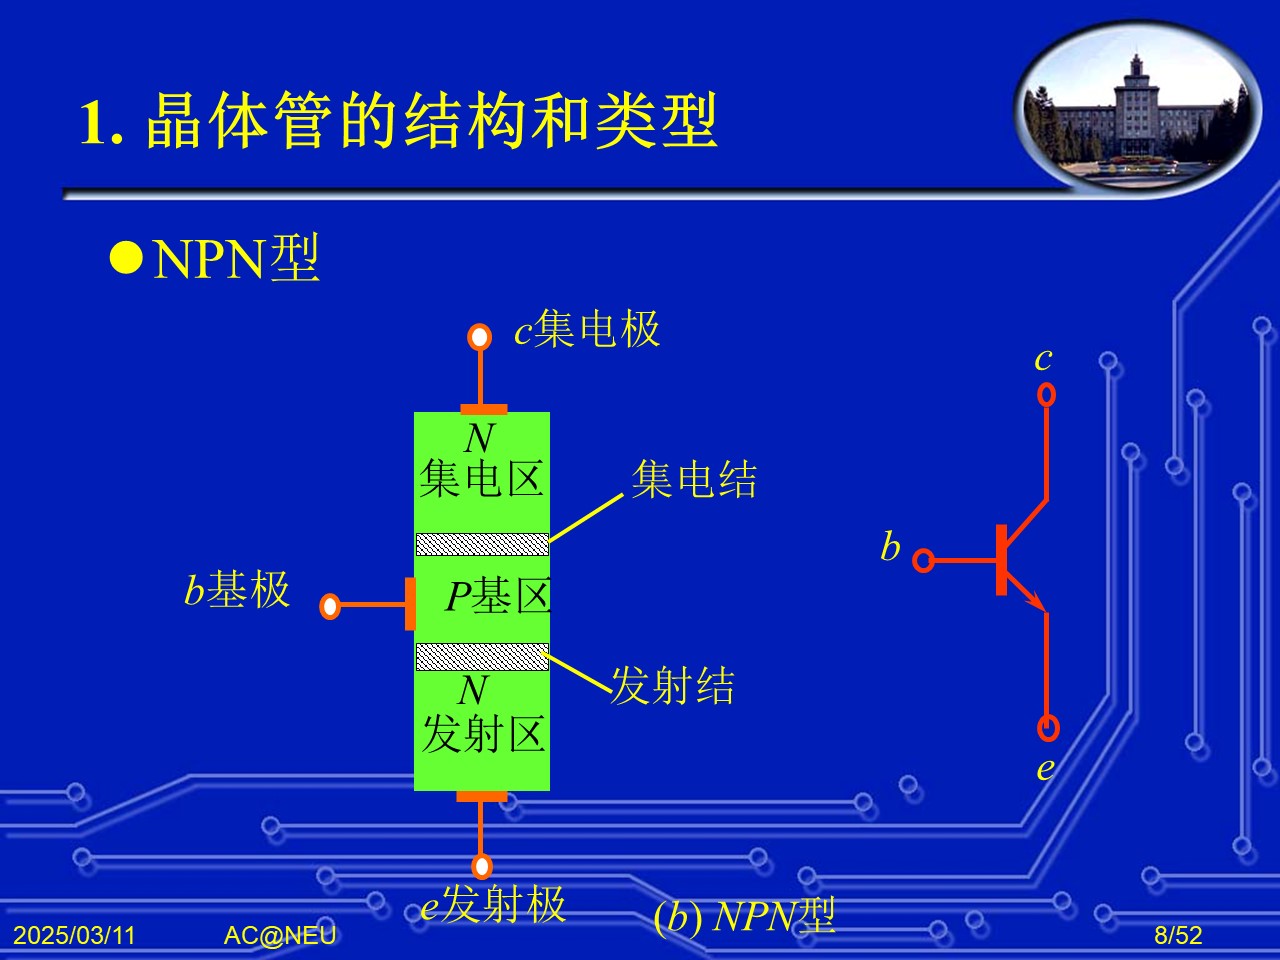 1. 晶体管的结构和类型
●NPN型
c集电极
N
集电区
集电结
P基区
b基极
发射结
N
发射区
e发射极
c
b
e
(b) NPN型
2025/03/11
AC@NEU
8/52